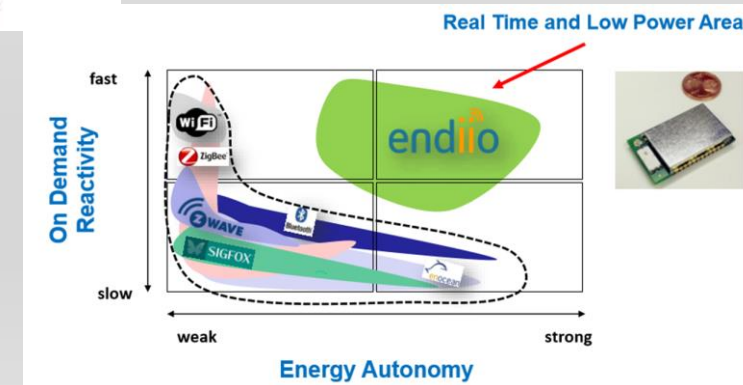 Real Time and Low Power Area
fast
On Demand
Reactivity
WiFi
ZigBee
endiio
Z WAVE
Bluetooth
SIGFOX
enocean
slow
weak
strong
Energy Autonomy